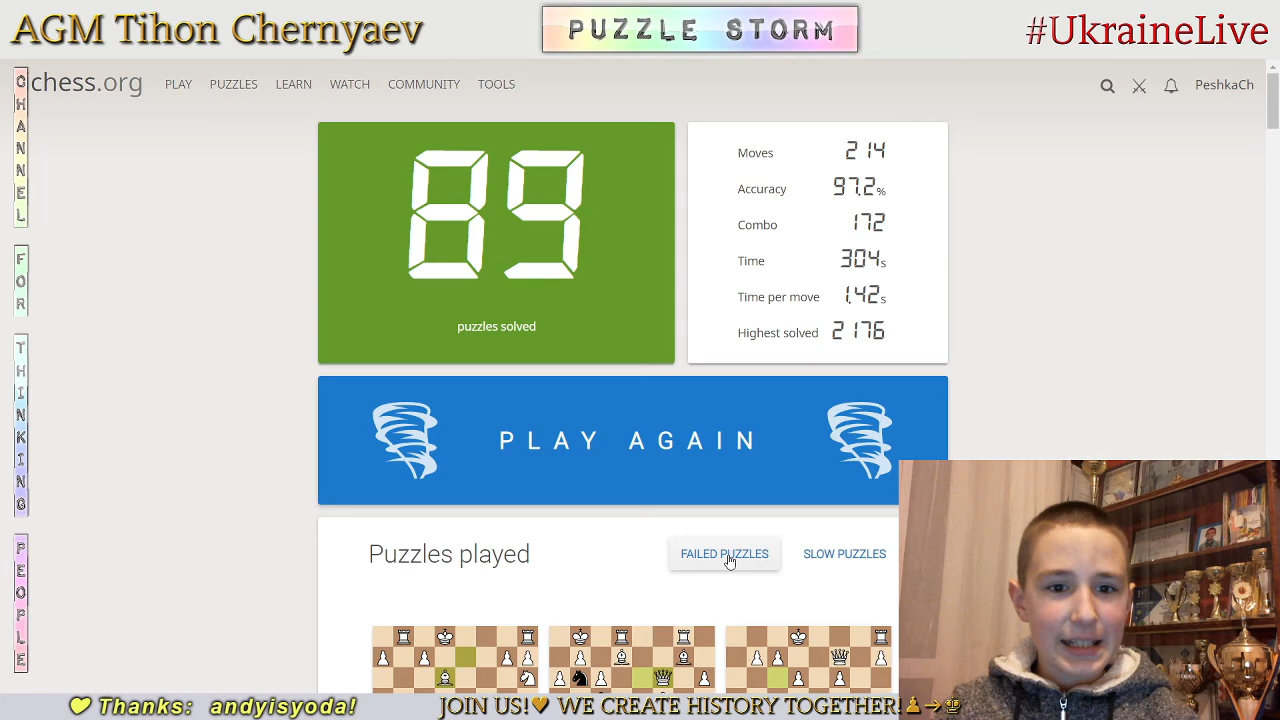 AGM Tihon Chernyaev
PUZZLE STORM
#UkraineLive
chess.org
PLAY
PUZZLES
LEARN
WATCH
COMMUNITY
TOOLS
PeshkaCh
CHANNEL
FOR
THINKING
PEOPLE
89
puzzles solved
Moves 214
Accuracy 97.2%
Combo 172
Time 304s
Time per move 1.42s
Highest solved 2176
PLAY AGAIN
Puzzles played
FAILED PUZZLES
SLOW PUZZLES
Thanks: andyisyoda!
JOIN US! WE CREATE HISTORY TOGETHER!